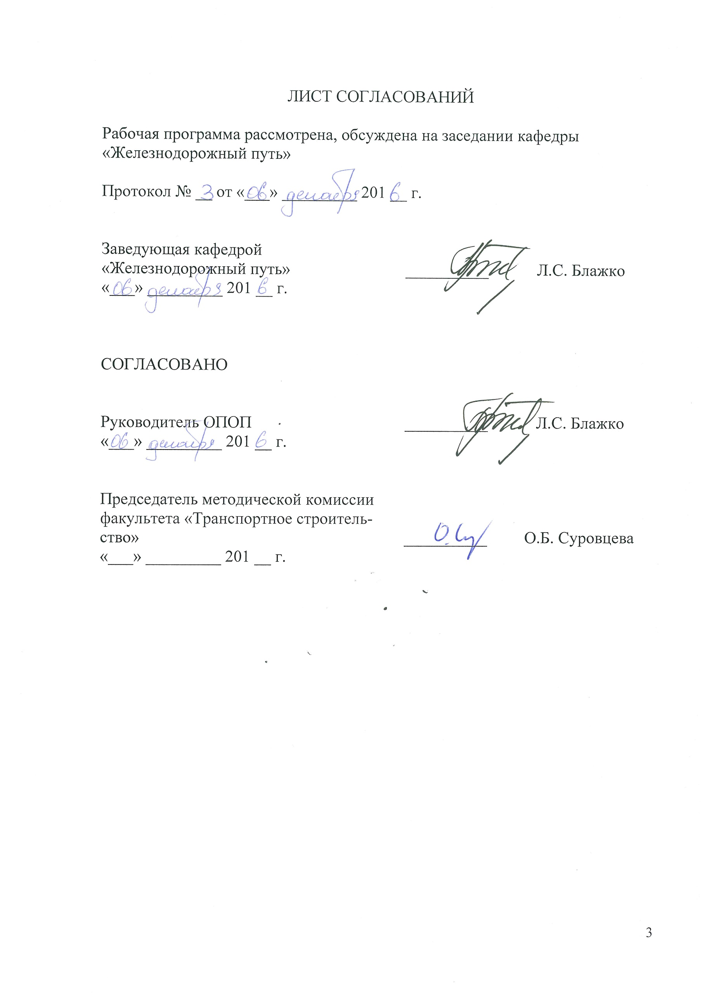 ЛИСТ СОГЛАСОВАНИЙ
Рабочая программа рассмотрена, обсуждена на заседании кафедры
«Железнодорожный путь»
Протокол № 3 от «06» декабря 2016 г.
Заведующая кафедрой
«Железнодорожный путь» Л.С. Блажко
«06» декабря 2016 г.
СОГЛАСОВАНО
Руководитель ОПОП Л.С. Блажко
«06» декабря 2016 г.
Председатель методической комиссии
факультета «Транспортное строитель-
ство» О.Б. Суровцева
«___» _________ 201 __ г.
3